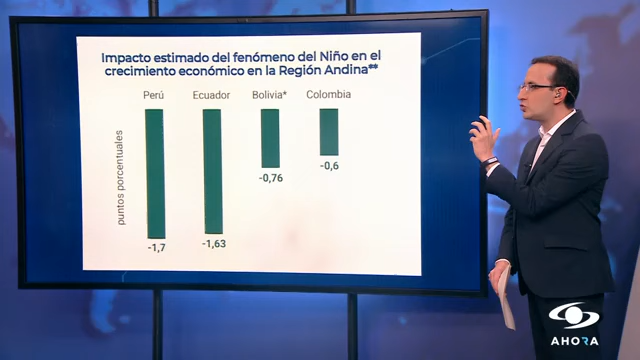 Impacto estimado del fenómeno del Niño en el
crecimiento económico en la Región Andina**
Perú Ecuador Bolivia* Colombia
puntos porcentuales
-1,7 -1,63 -0,76 -0,6
AHORA